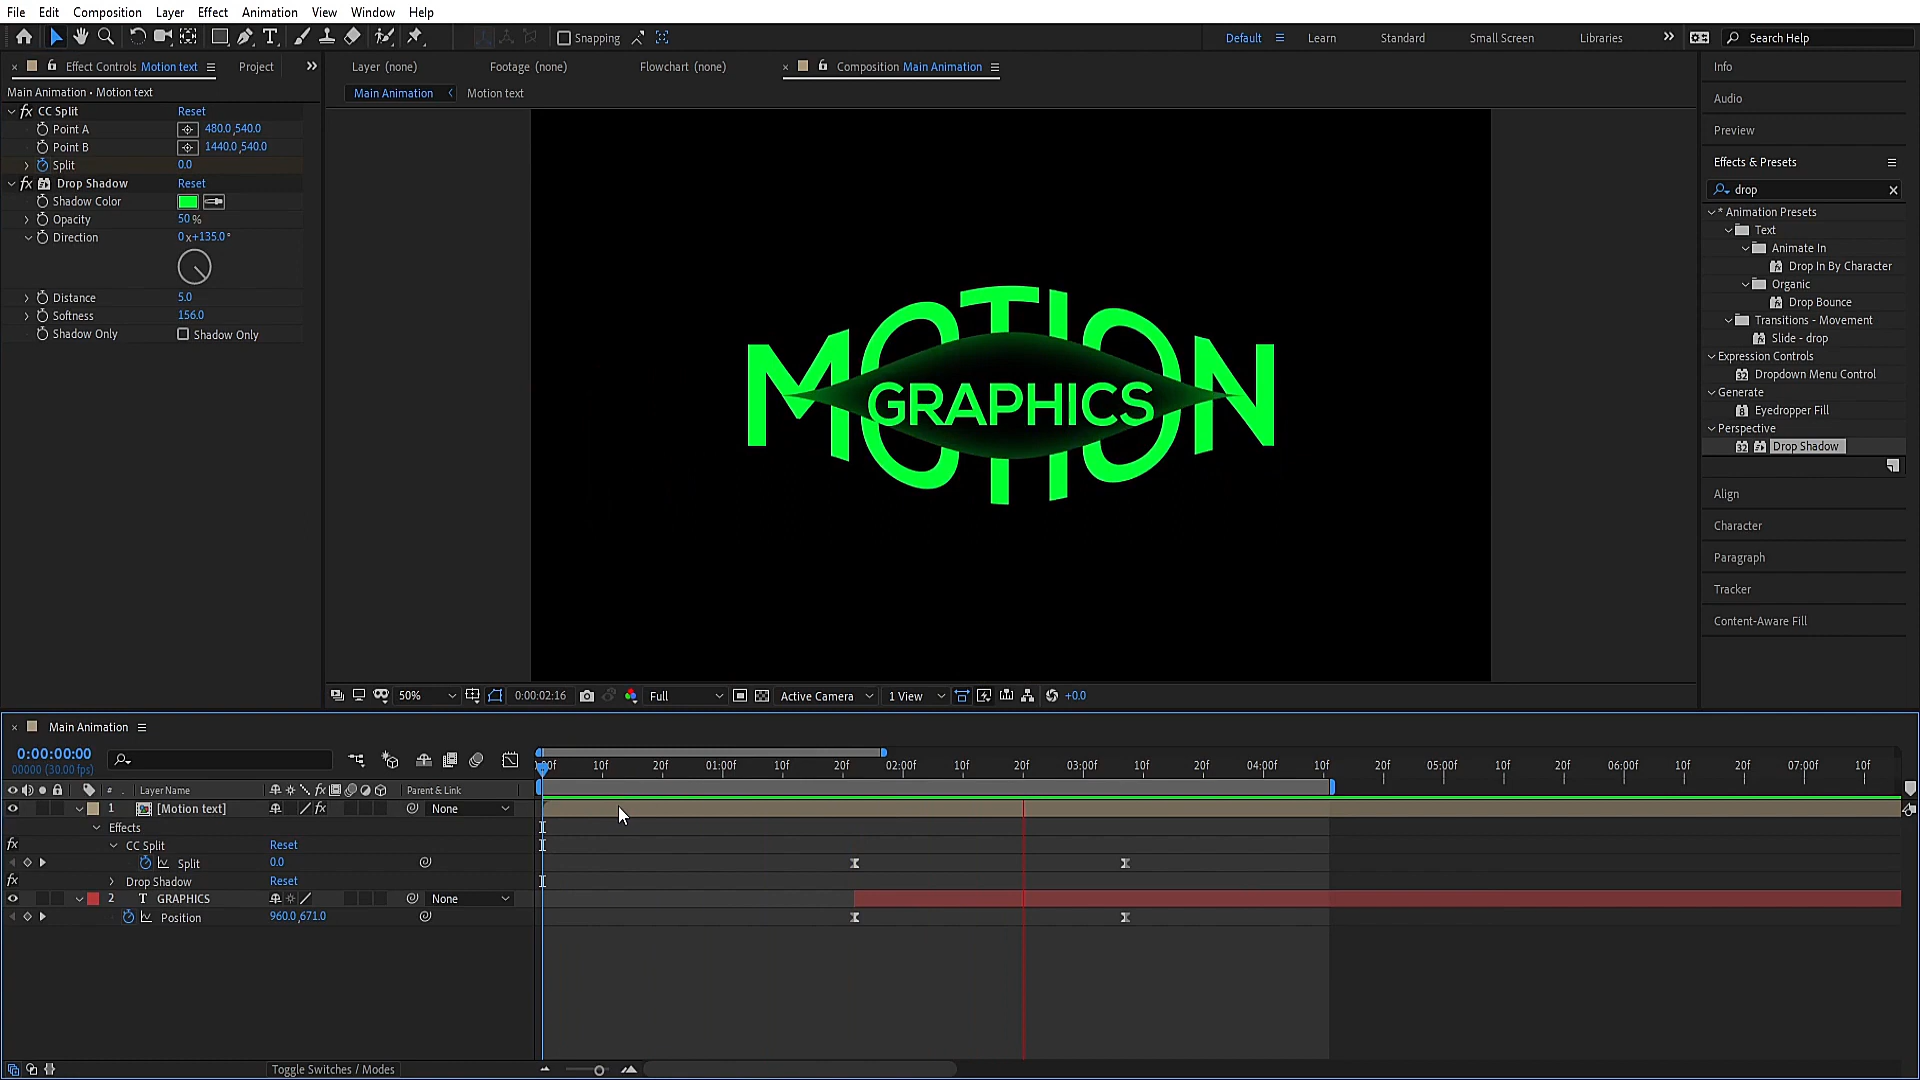 File Edit Composition Layer Effect Animation View Window Help
Snapping Default Learn Standard Small Screen Libraries Search Help
Effect Controls Motion text Project
Layer (none) Footage (none) Flowchart (none) Composition Main Animation
Main Animation • Motion text
Main Animation Motion text
fx CC Split Reset
Point A 480.0,540.0
Point B 1440.0,540.0
Split 0.0
fx Drop Shadow Reset
Shadow Color
Opacity 50 %
Direction 0x+135.0°
Distance 5.0
Softness 156.0
Shadow Only Shadow Only
MOTION
GRAPHICS
50% 0:00:02:16 Full Active Camera 1 View +0.0
Info
Audio
Preview
Effects & Presets
drop
* Animation Presets
Text
Animate In
Drop In By Character
Organic
Drop Bounce
Transitions - Movement
Slide - drop
Expression Controls
Dropdown Menu Control
Generate
Eyedropper Fill
Perspective
Drop Shadow
Align
Character
Paragraph
Tracker
Content-Aware Fill
Main Animation
0:00:00:00
00000 (30.00 fps)
10f 20f 01:00f 10f 20f 02:00f 10f 20f 03:00f 10f 20f 04:00f 10f 20f 05:00f 10f 20f 06:00f 10f 20f 07:00f 10f
# Layer Name fx Parent & Link
1 [Motion text] fx None
Effects
fx CC Split Reset
Split 0.0
fx Drop Shadow Reset
2 T GRAPHICS None
Position 960.0,671.0
Toggle Switches / Modes